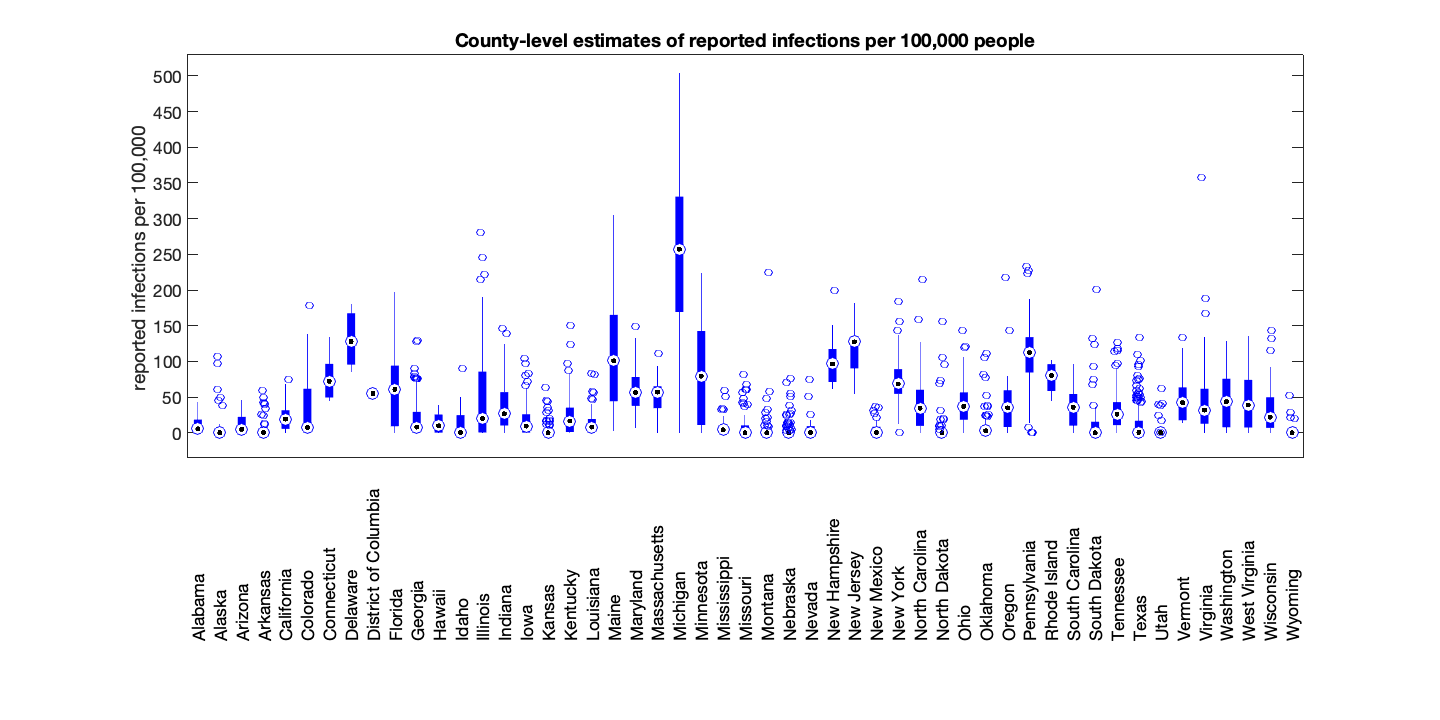 County-level estimates of reported infections per 100,000 people
reported infections per 100,000
500
450
400
350
300
250
200
150
100
50
0
Alabama
Alaska
Arizona
Arkansas
California
Colorado
Connecticut
Delaware
District of Columbia
Florida
Georgia
Hawaii
Idaho
Illinois
Indiana
Iowa
Kansas
Kentucky
Louisiana
Maine
Maryland
Massachusetts
Michigan
Minnesota
Mississippi
Missouri
Montana
Nebraska
Nevada
New Hampshire
New Jersey
New Mexico
New York
North Carolina
North Dakota
Ohio
Oklahoma
Oregon
Pennsylvania
Rhode Island
South Carolina
South Dakota
Tennessee
Texas
Utah
Vermont
Virginia
Washington
West Virginia
Wisconsin
Wyoming